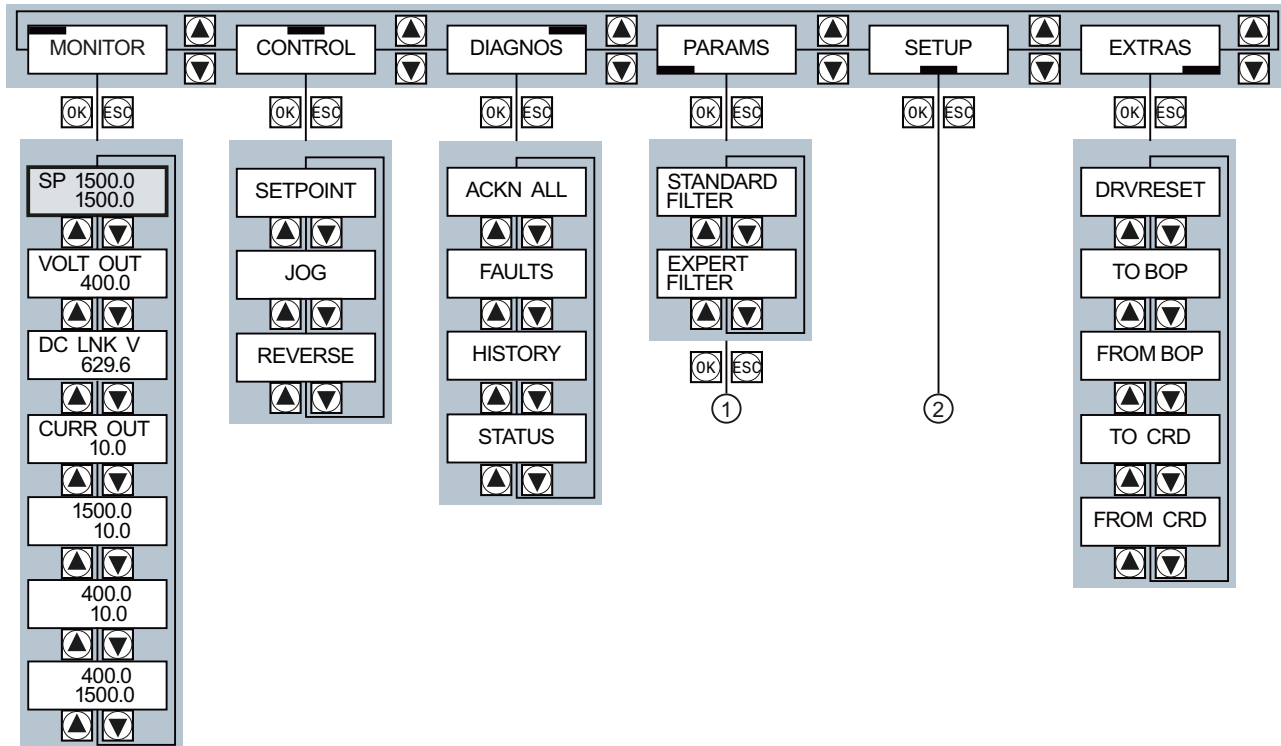 MONITOR
CONTROL
DIAGNOS
PARAMS
SETUP
EXTRAS
OK ESC
OK ESC
OK ESC
OK ESC
OK ESC
OK ESC
SP 1500.0
1500.0
VOLT OUT
400.0
DC LNK V
629.6
CURR OUT
10.0
1500.0
10.0
400.0
10.0
400.0
1500.0
SETPOINT
JOG
REVERSE
ACKN ALL
FAULTS
HISTORY
STATUS
STANDARD
FILTER
EXPERT
FILTER
OK ESC
1
2
DRVRESET
TO BOP
FROM BOP
TO CRD
FROM CRD